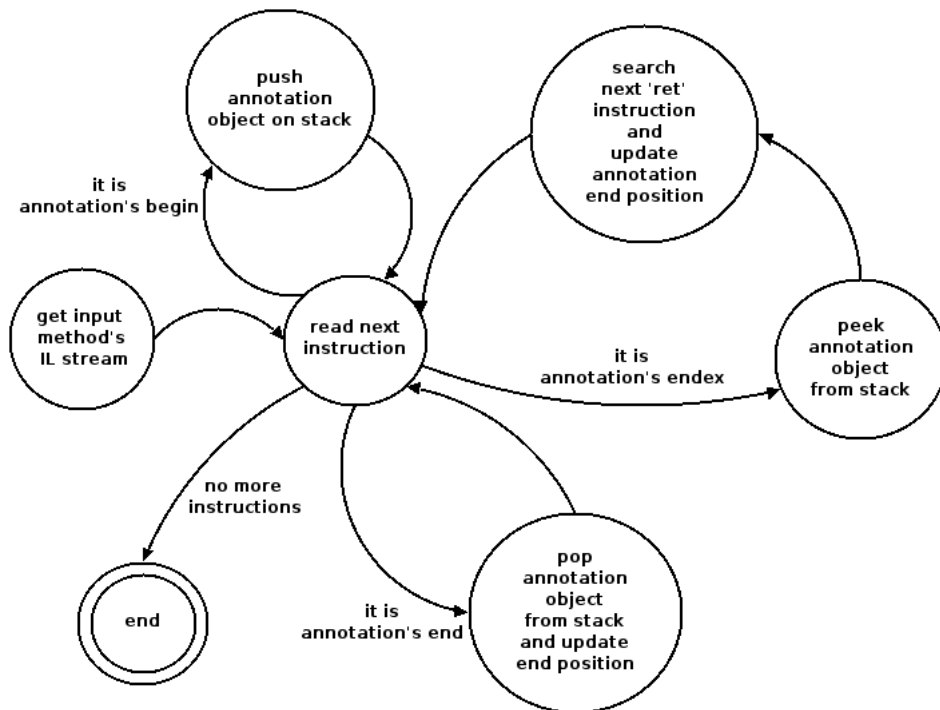 push
annotation
object on stack
search
next 'ret'
instruction
and
update
annotation
end position
it is
annotation's begin
get input
method's
IL stream
read next
instruction
peek
annotation
object
from stack
it is
annotation's endex
no more
instructions
end
it is
annotation's end
pop
annotation
object
from stack
and update
end position